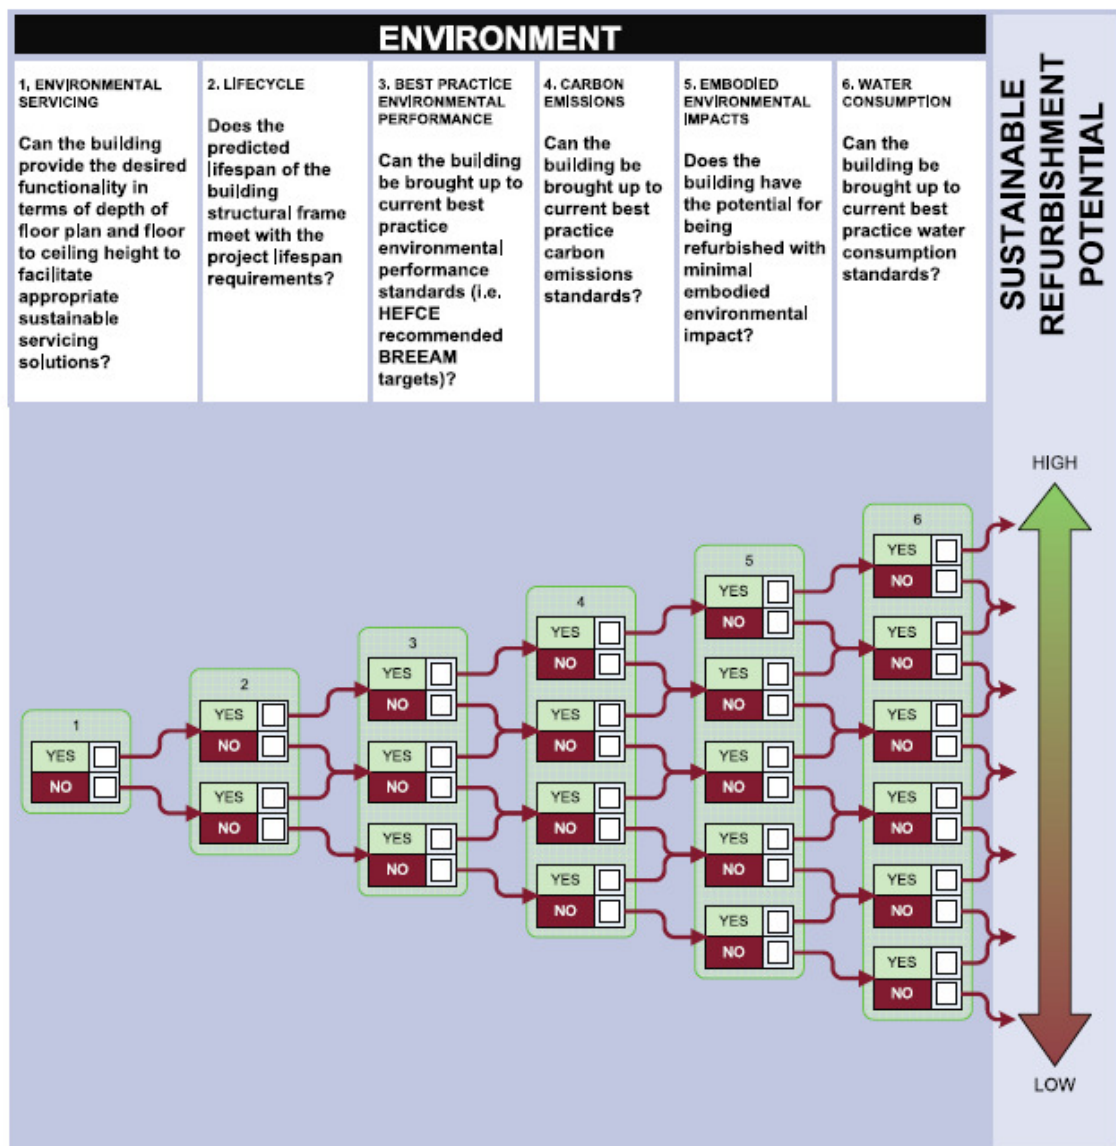 ENVIRONMENT
1. ENVIRONMENTAL
SERVICING
Can the building
provide the desired
functionality in
terms of depth of
floor plan and floor
to ceiling height to
facilitate
appropriate
sustainable
servicing
solutions?
2. LIFECYCLE
Does the
predicted
lifespan of the
building
structural frame
meet with the
project lifespan
requirements?
3. BEST PRACTICE
ENVIRONMENTAL
PERFORMANCE
Can the building
be brought up to
current best
practice
environmental
performance
standards (i.e.
HEFCE
recommended
BREEAM
targets)?
4. CARBON
EMISSIONS
Can the
building be
brought up to
current best
practice
carbon
emissions
standards?
5. EMBODIED
ENVIRONMENTAL
IMPACTS
Does the
building have
the potential for
being
refurbished with
minimal
embodied
environmental
impact?
6. WATER
CONSUMPTION
Can the
building be
brought up to
current best
practice water
consumption
standards?
SUSTAINABLE
REFURBISHMENT
POTENTIAL
1
YES
NO
2
YES
NO
YES
NO
3
YES
NO
YES
NO
YES
NO
4
YES
NO
YES
NO
YES
NO
YES
NO
5
YES
NO
YES
NO
YES
NO
YES
NO
YES
NO
6
YES
NO
YES
NO
YES
NO
YES
NO
YES
NO
YES
NO
HIGH
LOW